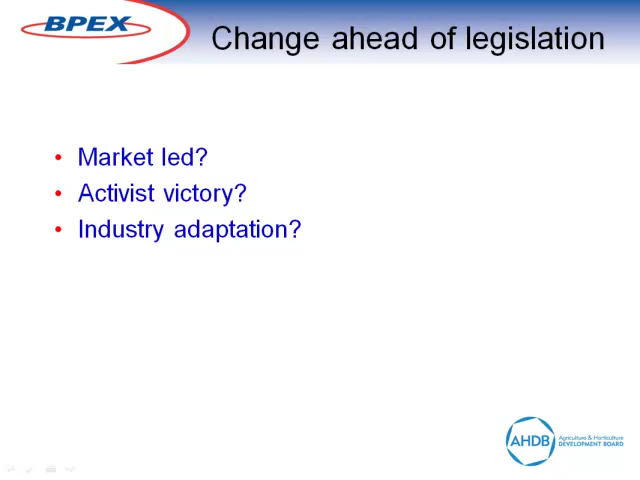 BPEX
Change ahead of legislation
• Market led?
• Activist victory?
• Industry adaptation?
AHDB
Agriculture & Horticulture
DEVELOPMENT BOARD